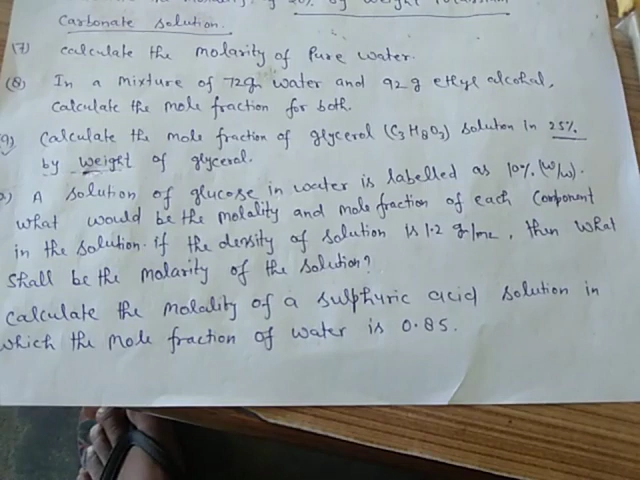 20% by weight
Carbonate solution.
(7) calculate the molarity of Pure water.
(8) In a mixture of 72gm water and 92 g ethyl alcohal,
calculate the mole fraction for both.
9) Calculate the mole fraction of glycerol (C3H8O3) solution in 25%
by weight of glycerol.
) A solution of glucose in water is labelled as 10% (w/w).
what would be the molality and mole fraction of each component
in the solution. if the density of solution is 1.2 g/mL, then what
shall be the molarity of the solution?
calculate the molality of a sulphuric acid solution in
which the mole fraction of water is 0.85.